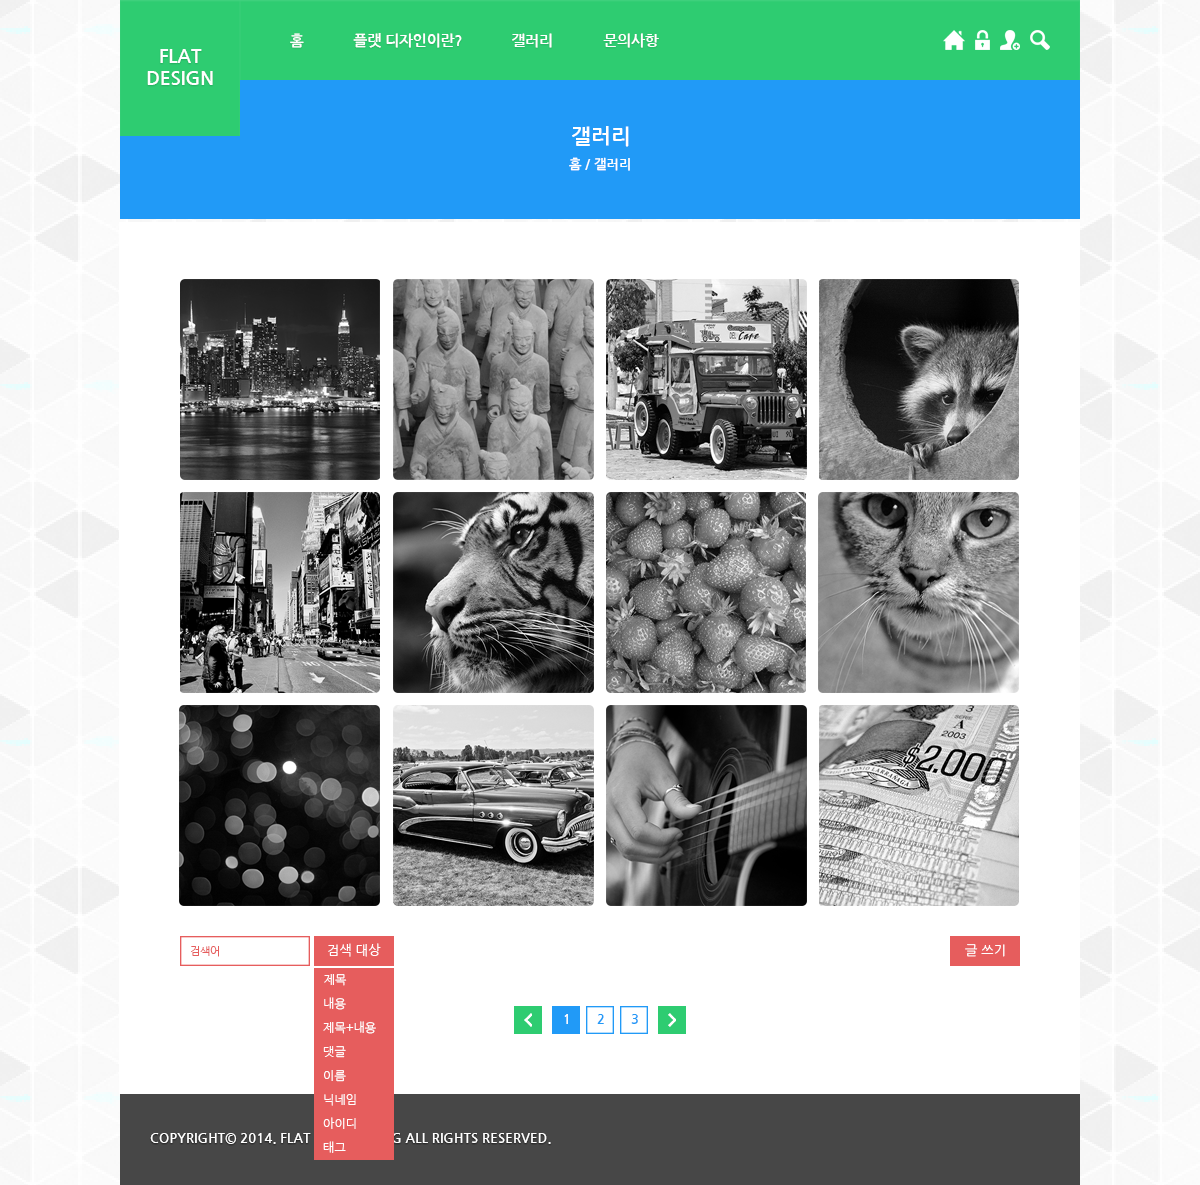 FLAT
DESIGN
홈
플랫 디자인이란?
갤러리
문의사항
갤러리
홈 / 갤러리
Care
3
A
2003
$2.000
검색어
검색 대상
글 쓰기
제목
내용
제목+내용
댓글
이름
닉네임
아이디
태그
1
2
3
COPYRIGHT© 2014. FLAT
G ALL RIGHTS RESERVED.